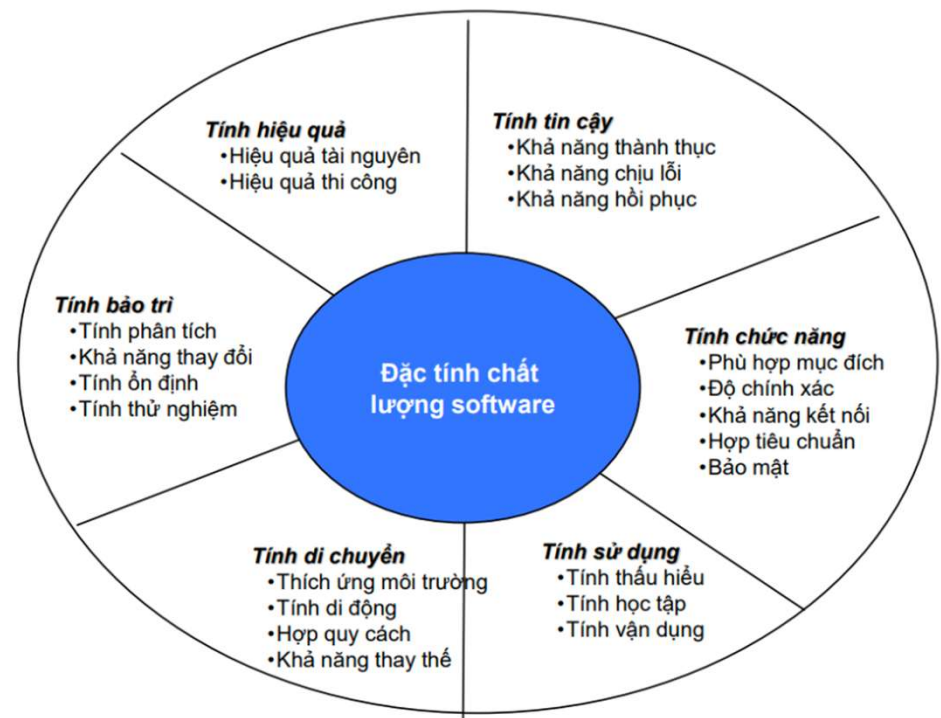 Tính hiệu quả
•Hiệu quả tài nguyên
•Hiệu quả thi công
Tính tin cậy
•Khả năng thành thục
•Khả năng chịu lỗi
•Khả năng hồi phục
Tính bảo trì
•Tính phân tích
•Khả năng thay đổi
•Tính ổn định
•Tính thử nghiệm
Đặc tính chất
lượng software
Tính chức năng
•Phù hợp mục đích
•Độ chính xác
•Khả năng kết nối
•Hợp tiêu chuẩn
•Bảo mật
Tính di chuyển
•Thích ứng môi trường
•Tính di động
•Hợp quy cách
•Khả năng thay thế
Tính sử dụng
•Tính thấu hiểu
•Tính học tập
•Tính vận dụng